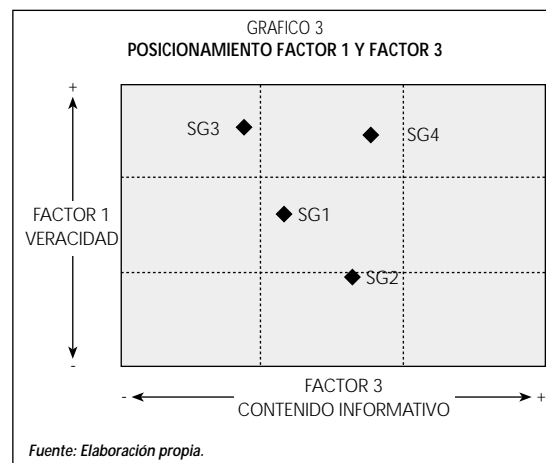 GRAFICO 3
POSICIONAMIENTO FACTOR 1 Y FACTOR 3
+
SG3
SG4
FACTOR 1
VERACIDAD
SG1
SG2
-
- FACTOR 3 +
CONTENIDO INFORMATIVO
Fuente: Elaboración propia.